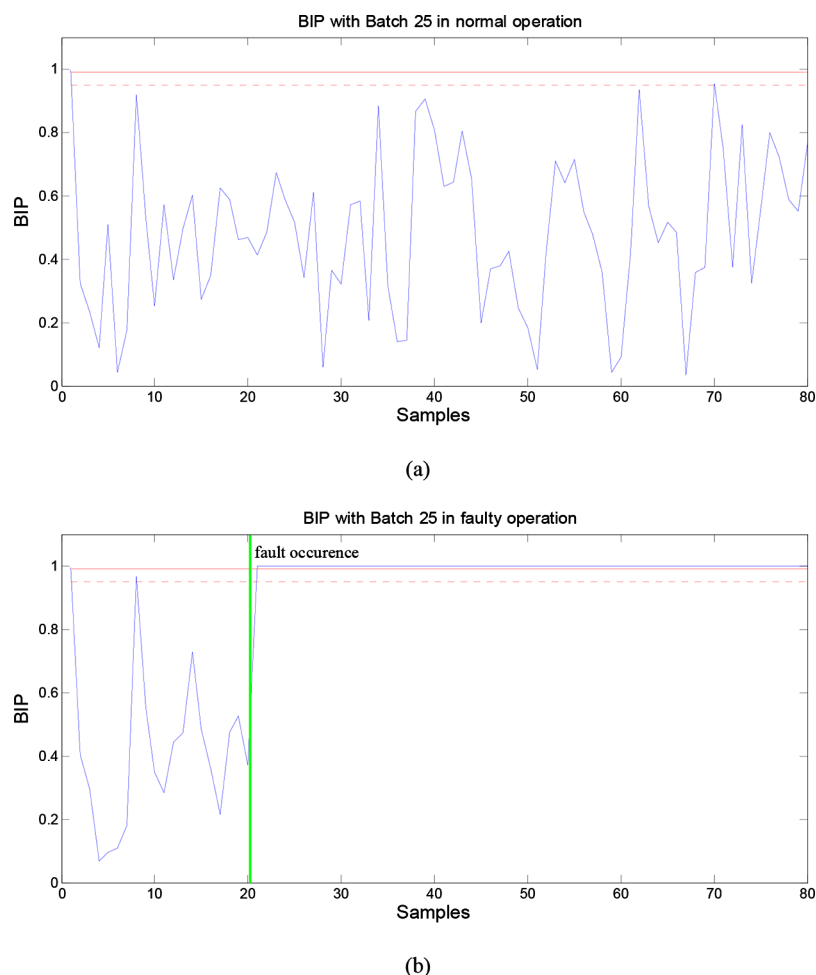 BIP with Batch 25 in normal operation
1
0.8
0.6
0.4
0.2
0
BIP
0 10 20 30 40 50 60 70 80
Samples
(a)
BIP with Batch 25 in faulty operation
fault occurence
1
0.8
0.6
0.4
0.2
0
BIP
0 10 20 30 40 50 60 70 80
Samples
(b)